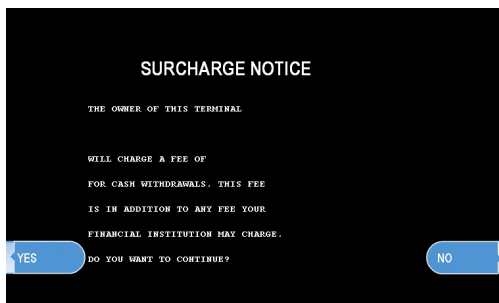 SURCHARGE NOTICE
THE OWNER OF THIS TERMINAL
WILL CHARGE A FEE OF
FOR CASH WITHDRAWALS. THIS FEE
IS IN ADDITION TO ANY FEE YOUR
FINANCIAL INSTITUTION MAY CHARGE.
DO YOU WANT TO CONTINUE?
YES
NO